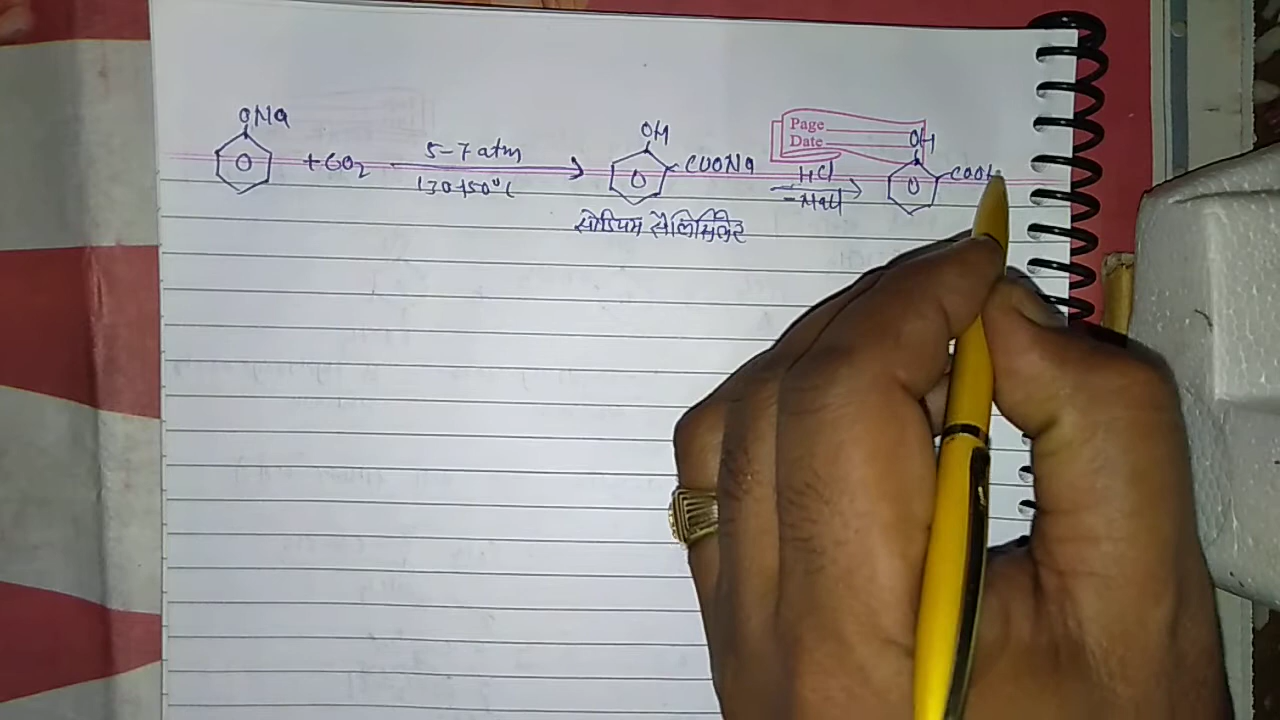 ONa + CO2 5-7 atm 130-150°C OH COONa HCl -NaCl OH COOH
Page
Date
सोडियम सैलिसिलेट